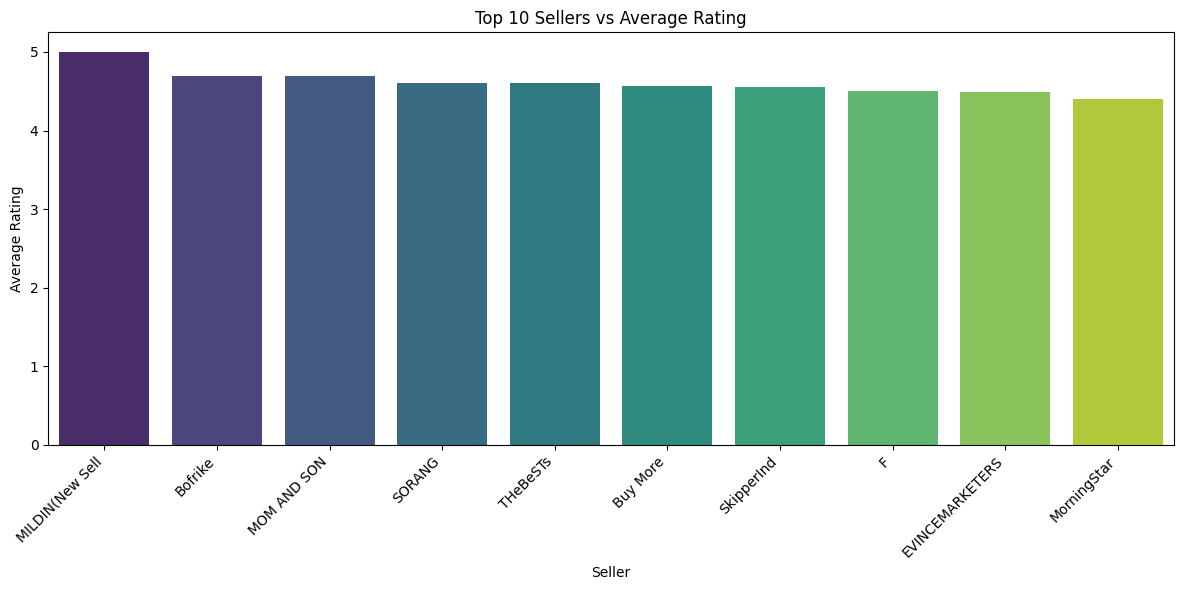 Top 10 Sellers vs Average Rating
Average Rating
5
4
3
2
1
0
MILDIN(New Sell
Bofrike
MOM AND SON
SORANG
THeBeSTs
Buy More
SkipperInd
F
EVINCEMARKETERS
MorningStar
Seller